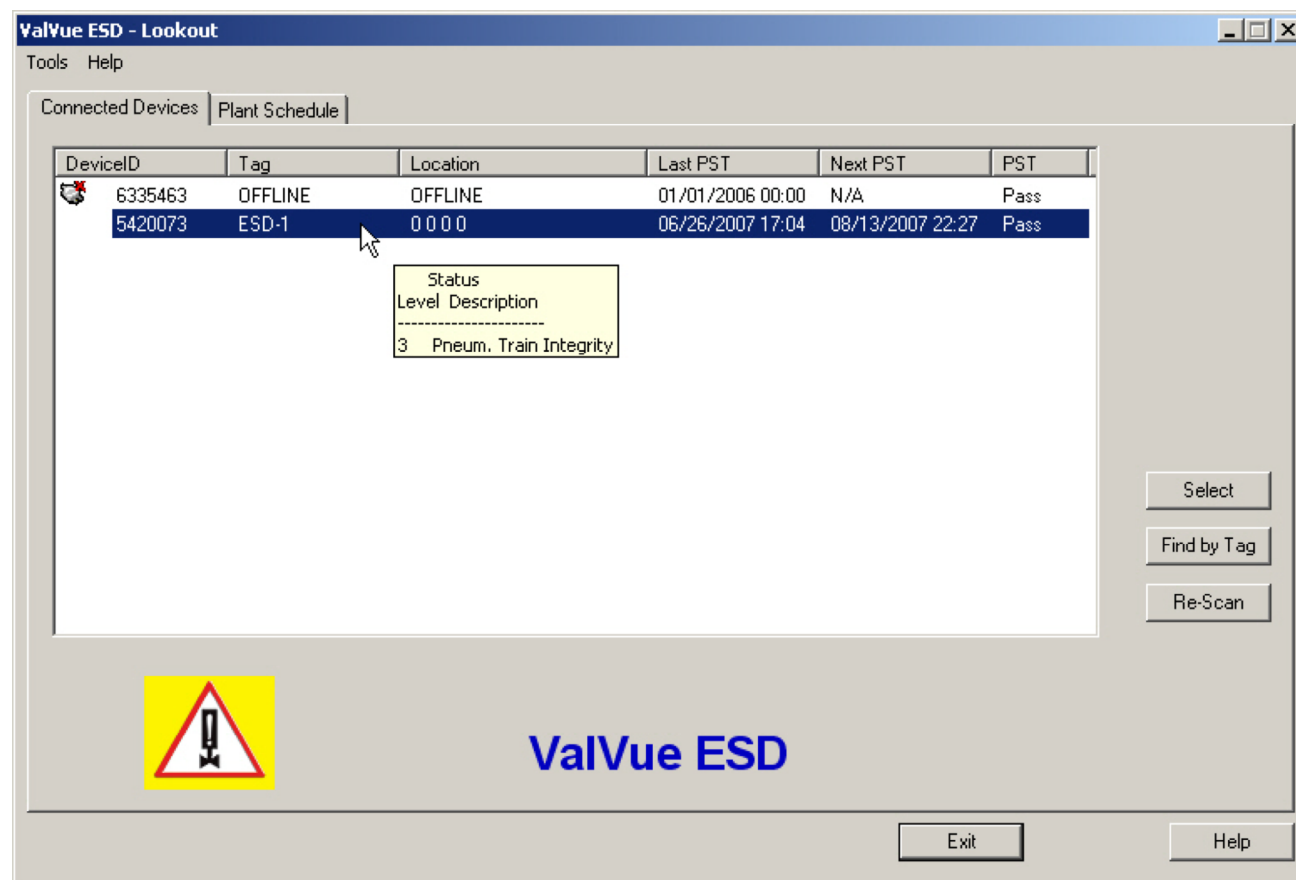 ValVue ESD - Lookout
Tools Help
Connected Devices Plant Schedule
DeviceID Tag Location Last PST Next PST PST
6335463 OFFLINE OFFLINE 01/01/2006 00:00 N/A Pass
5420073 ESD-1 0 0 0 0 06/26/2007 17:04 08/13/2007 22:27 Pass
Status
Level Description
----------------------
3 Pneum. Train Integrity
Select
Find by Tag
Re-Scan
ValVue ESD
Exit Help